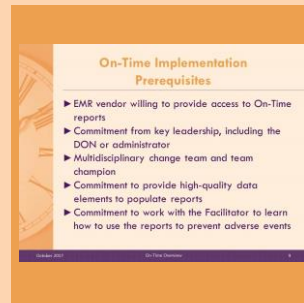 On-Time Implementation
Prerequisites
► EMR vendor willing to provide access to On-Time
reports
► Commitment from key leadership, including the
DON or administrator
► Multidisciplinary change team and team
champion
► Commitment to provide high-quality data
elements to populate reports
► Commitment to work with the Facilitator to learn
how to use the reports to prevent adverse events
October 2017 On-Time Overview